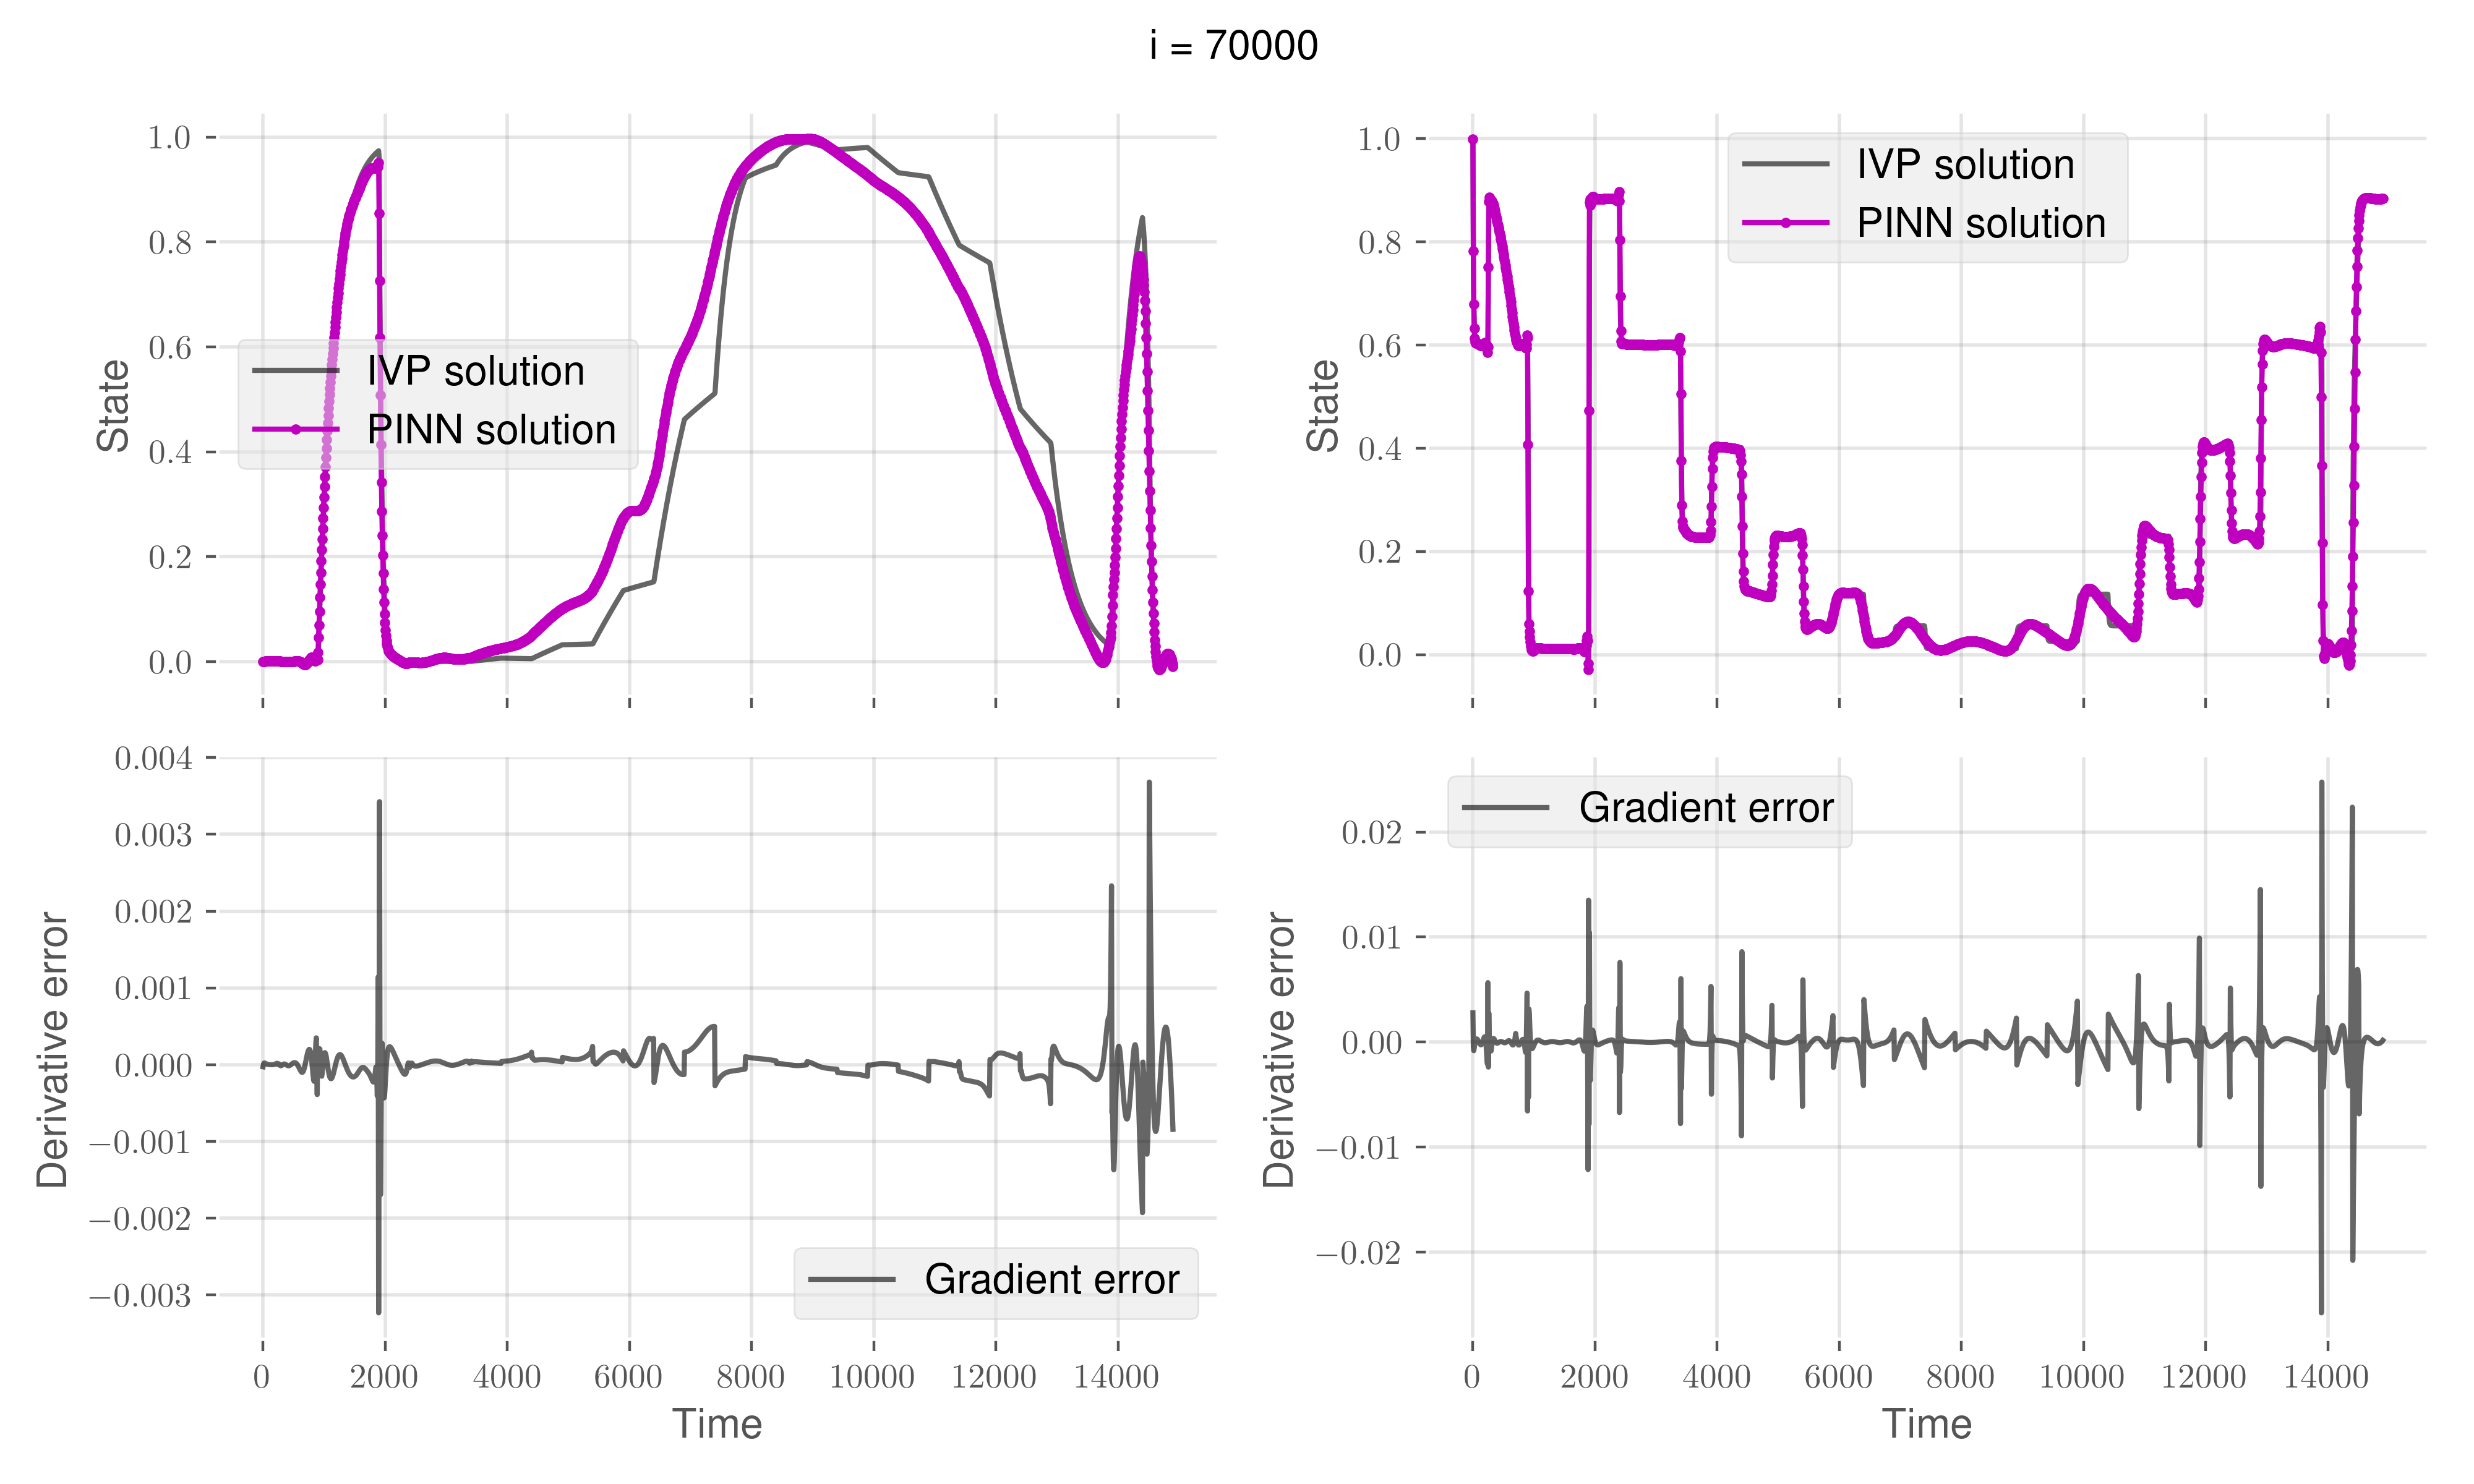 i = 70000
State
1.0
0.8
0.6
0.4
0.2
0.0
IVP solution
PINN solution
State
1.0
0.8
0.6
0.4
0.2
0.0
IVP solution
PINN solution
Derivative error
0.004
0.003
0.002
0.001
0.000
−0.001
−0.002
−0.003
Gradient error
0 2000 4000 6000 8000 10000 12000 14000
Time
Derivative error
0.02
0.01
0.00
−0.01
−0.02
Gradient error
0 2000 4000 6000 8000 10000 12000 14000
Time